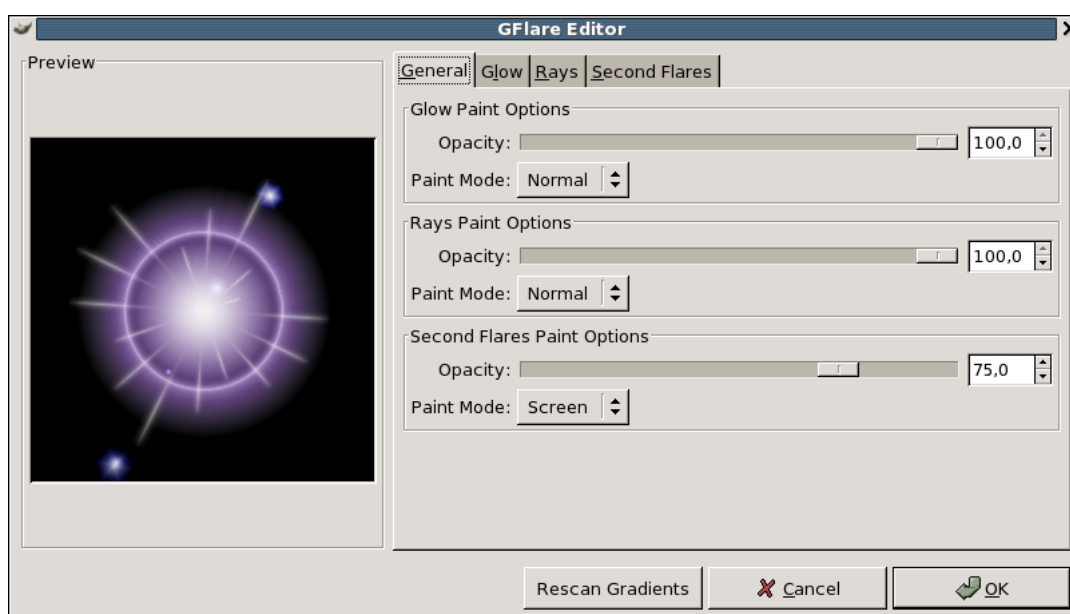 GFlare Editor
Preview
General Glow Rays Second Flares
Glow Paint Options
Opacity: 100,0
Paint Mode: Normal
Rays Paint Options
Opacity: 100,0
Paint Mode: Normal
Second Flares Paint Options
Opacity: 75,0
Paint Mode: Screen
Rescan Gradients Cancel OK